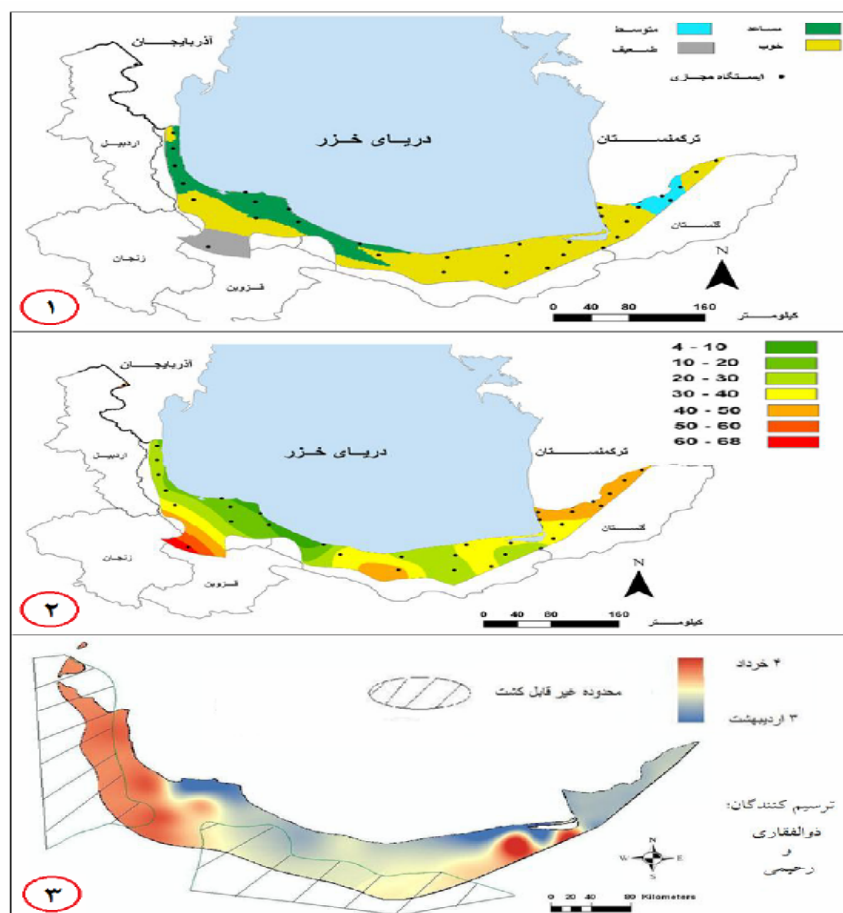 آذربایجان
متوسط
مساعد
ضعیف
خوب
ایستگاه مجازی
اردبیل
دریای خزر
ترکمنستان
گلستان
زنجان
قزوین
N
0 40 80 160
کیلومتر
۱
آذربایجان
4 - 10
10 - 20
20 - 30
30 - 40
40 - 50
50 - 60
60 - 68
اردبیل
دریای خزر
ترکمنستان
گلستان
زنجان
قزوین
N
0 40 80 160
کیلومتر
۲
۴ خرداد
محدوده غیر قابل کشت
۳ اردیبهشت
ترسیم کنندگان:
ذوالفقاری
و
رحیمی
N
W E
S
0 20 40 80 Kilometers
۳